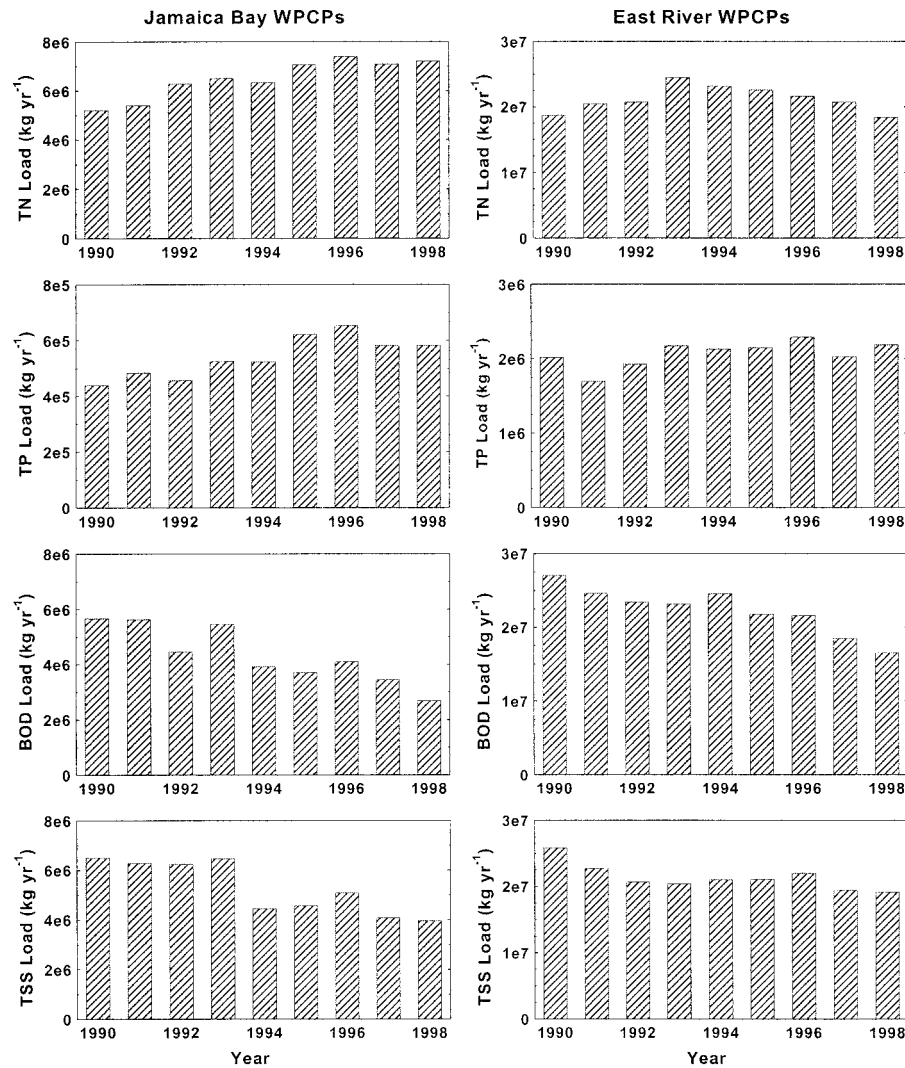 Jamaica Bay WPCPs
TN Load (kg yr⁻¹)
8e6
6e6
4e6
2e6
0
1990 1992 1994 1996 1998
East River WPCPs
TN Load (kg yr⁻¹)
3e7
2e7
1e7
0
1990 1992 1994 1996 1998
TP Load (kg yr⁻¹)
8e5
6e5
4e5
2e5
0
1990 1992 1994 1996 1998
TP Load (kg yr⁻¹)
3e6
2e6
1e6
0
1990 1992 1994 1996 1998
BOD Load (kg yr⁻¹)
8e6
6e6
4e6
2e6
0
1990 1992 1994 1996 1998
BOD Load (kg yr⁻¹)
3e7
2e7
1e7
0
1990 1992 1994 1996 1998
TSS Load (kg yr⁻¹)
8e6
6e6
4e6
2e6
0
1990 1992 1994 1996 1998
Year
TSS Load (kg yr⁻¹)
3e7
2e7
1e7
0
1990 1992 1994 1996 1998
Year